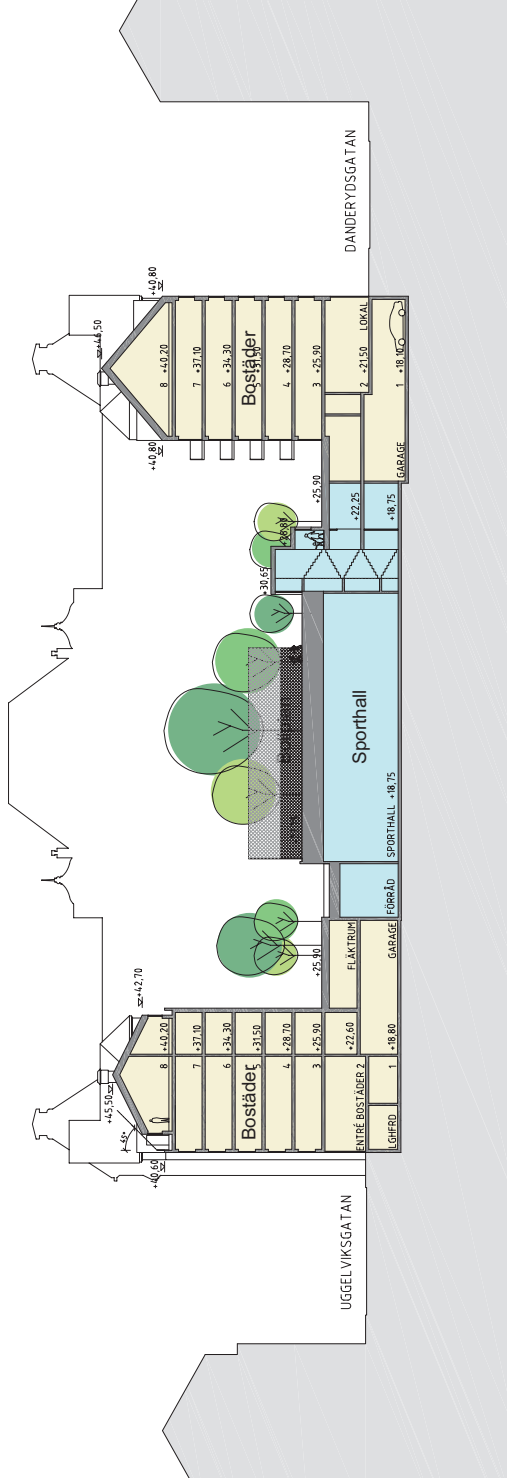 UGGELVIKSGATAN
+45,50
45°
+40,60
+42,70
8 +40,20
7 +37,10
6 +34,30
5 +31,50
4 +28,70
3 +25,90
Bostäder
ENTRÉ BOSTÄDER 2 +22,60
LGHFRD 1 +18,80
FLÄKTRUM
GARAGE
+25,90
FÖRRÅD
SPORTHALL +18,75
Sporthall
Bollplan
+30,65
+28,80
+25,90
+22,25
+18,75
+40,80
+46,50
+40,80
8 +40,20
7 +37,10
6 +34,30
5 +31,50
4 +28,70
3 +25,90
Bostäder
2 +21,50 LOKAL
GARAGE 1 +18,10
DANDERYDSGATAN